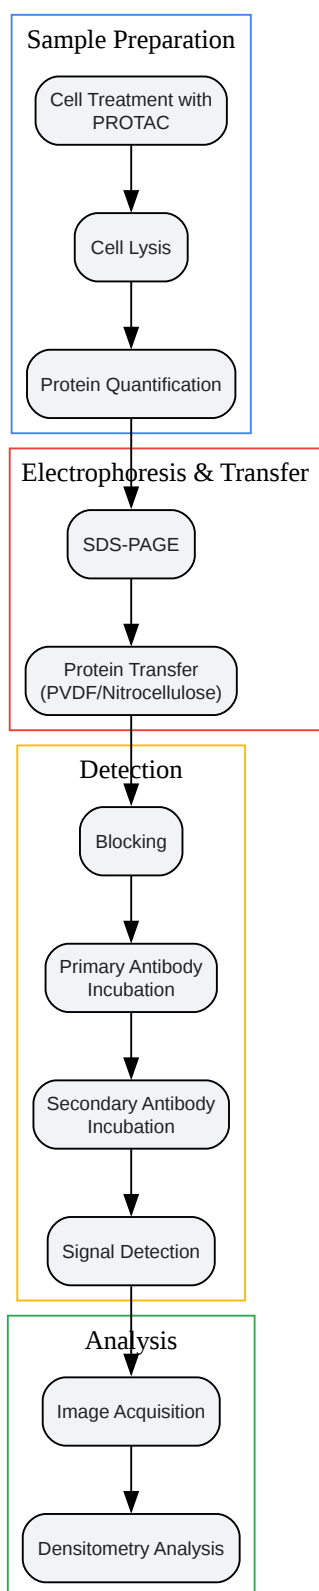 Sample Preparation
Cell Treatment with
PROTAC
Cell Lysis
Protein Quantification
Electrophoresis & Transfer
SDS-PAGE
Protein Transfer
(PVDF/Nitrocellulose)
Detection
Blocking
Primary Antibody
Incubation
Secondary Antibody
Incubation
Signal Detection
Analysis
Image Acquisition
Densitometry Analysis